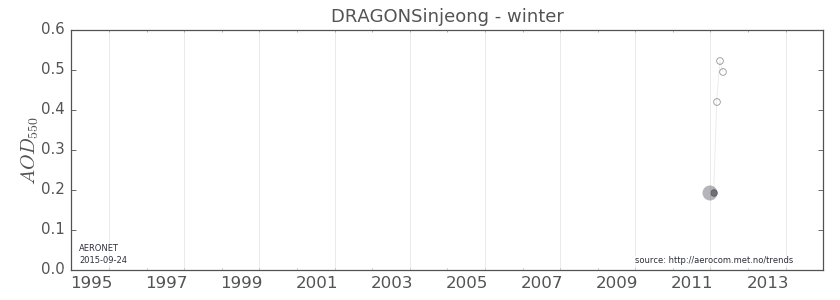 DRAGONSinjeong - winter
0.6
0.5
0.4
0.3
0.2
0.1
0.0
AOD550
AERONET
2015-09-24
source: http://aerocom.met.no/trends
1995 1997 1999 2001 2003 2005 2007 2009 2011 2013